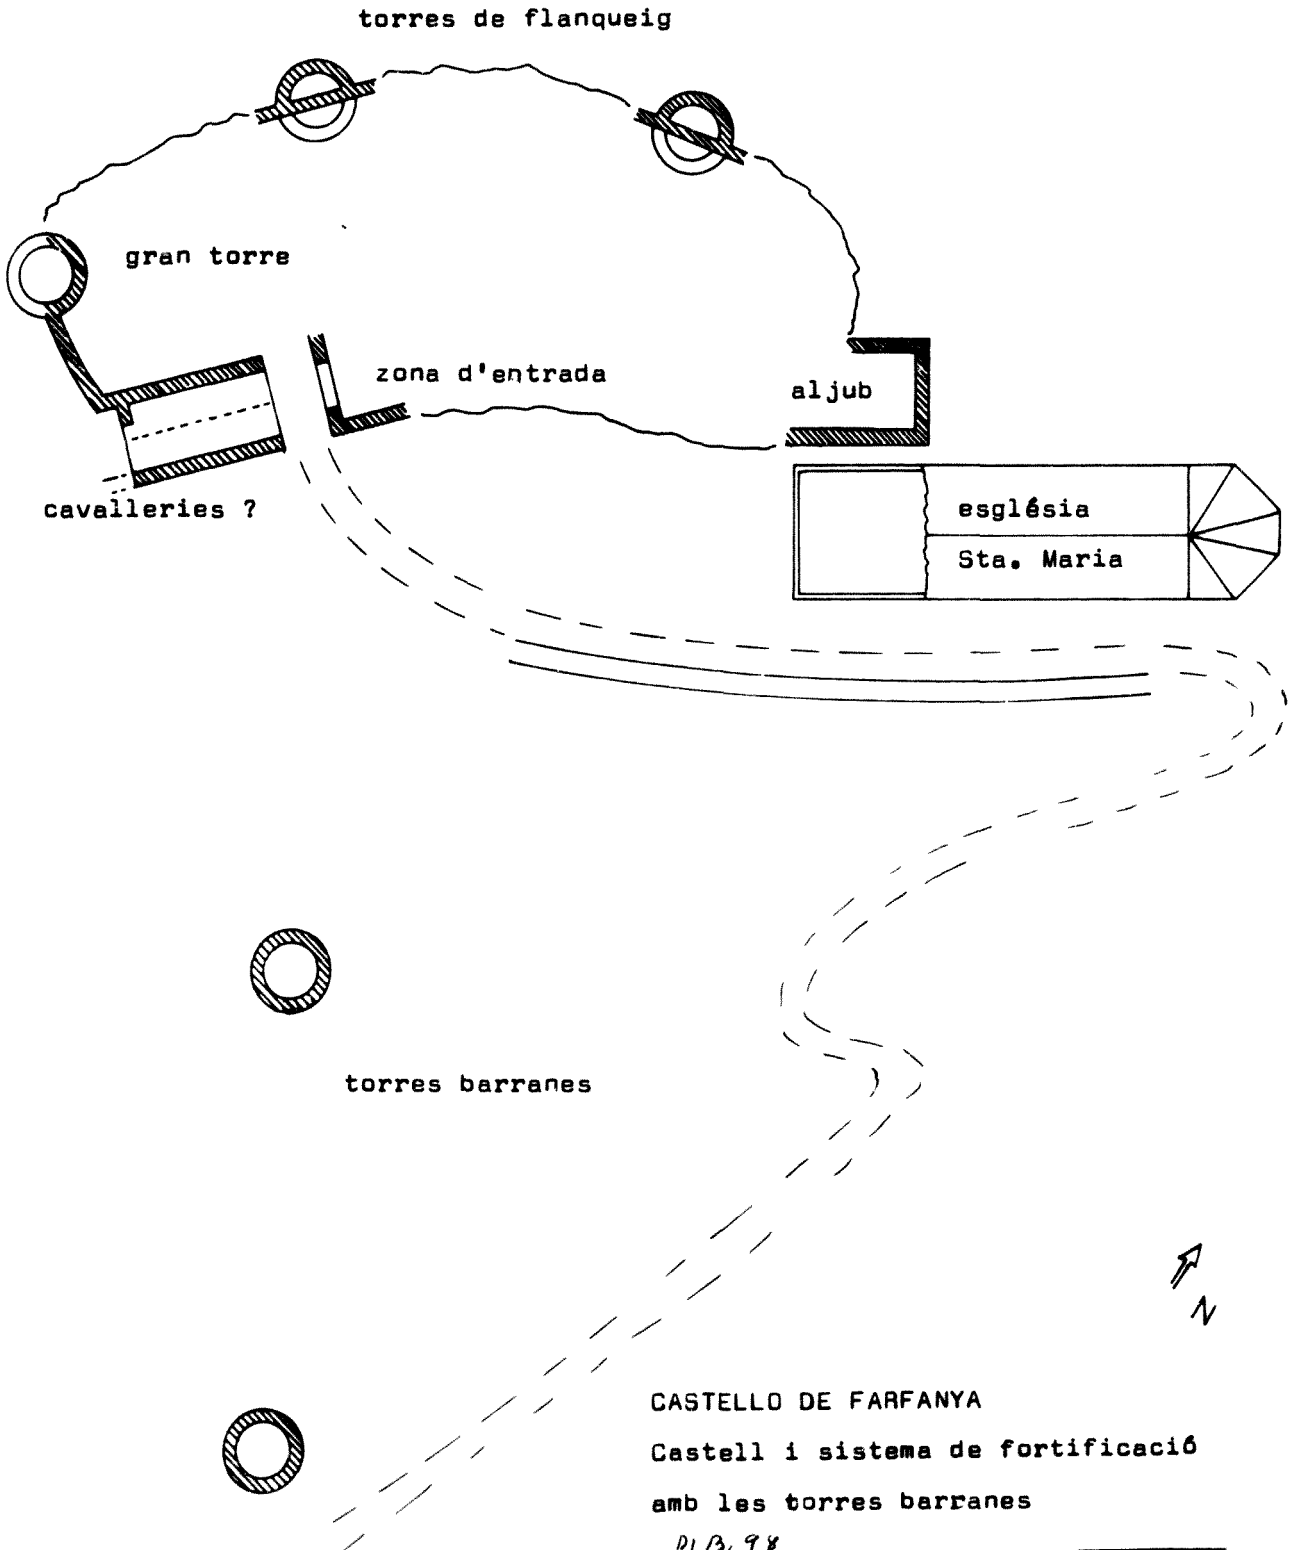 torres de flanqueig
gran torre
zona d'entrada
aljub
cavalleries ?
església
Sta. Maria
torres barranes
N
CASTELLO DE FARFANYA
Castell i sistema de fortificació
amb les torres barranes